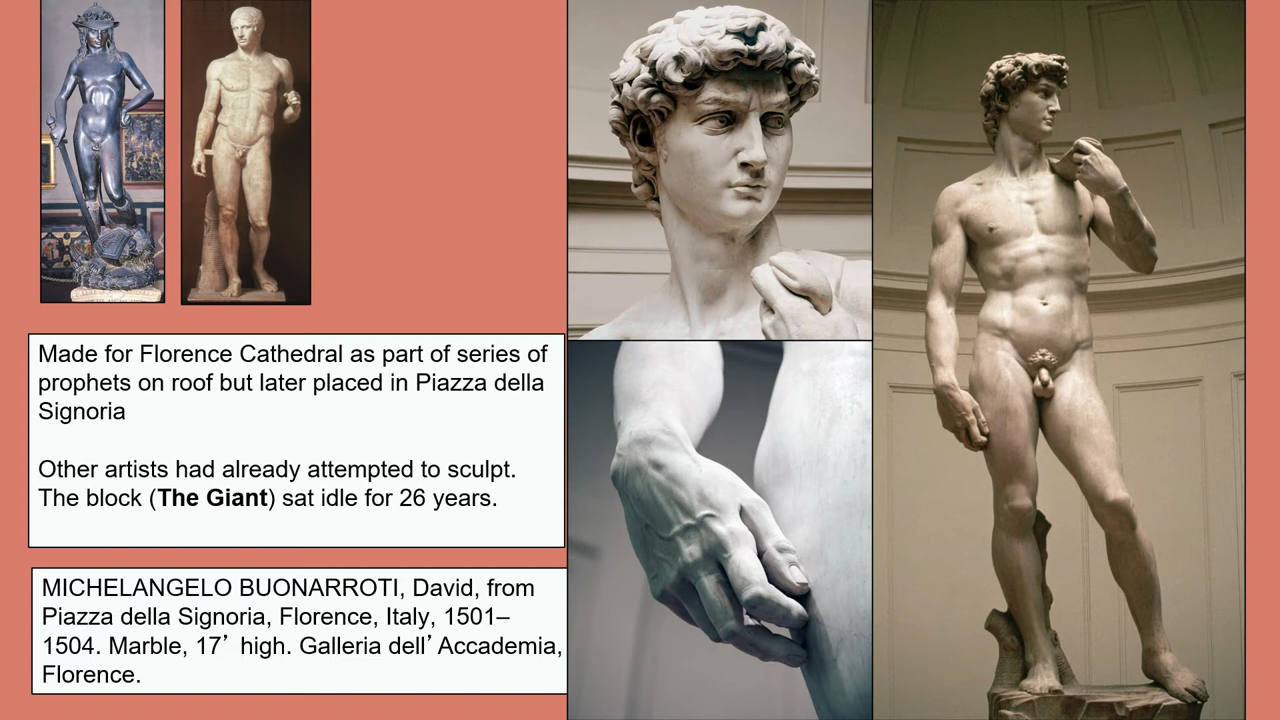 Made for Florence Cathedral as part of series of
prophets on roof but later placed in Piazza della
Signoria
Other artists had already attempted to sculpt.
The block (The Giant) sat idle for 26 years.
MICHELANGELO BUONARROTI, David, from
Piazza della Signoria, Florence, Italy, 1501–
1504. Marble, 17’ high. Galleria dell’ Accademia,
Florence.